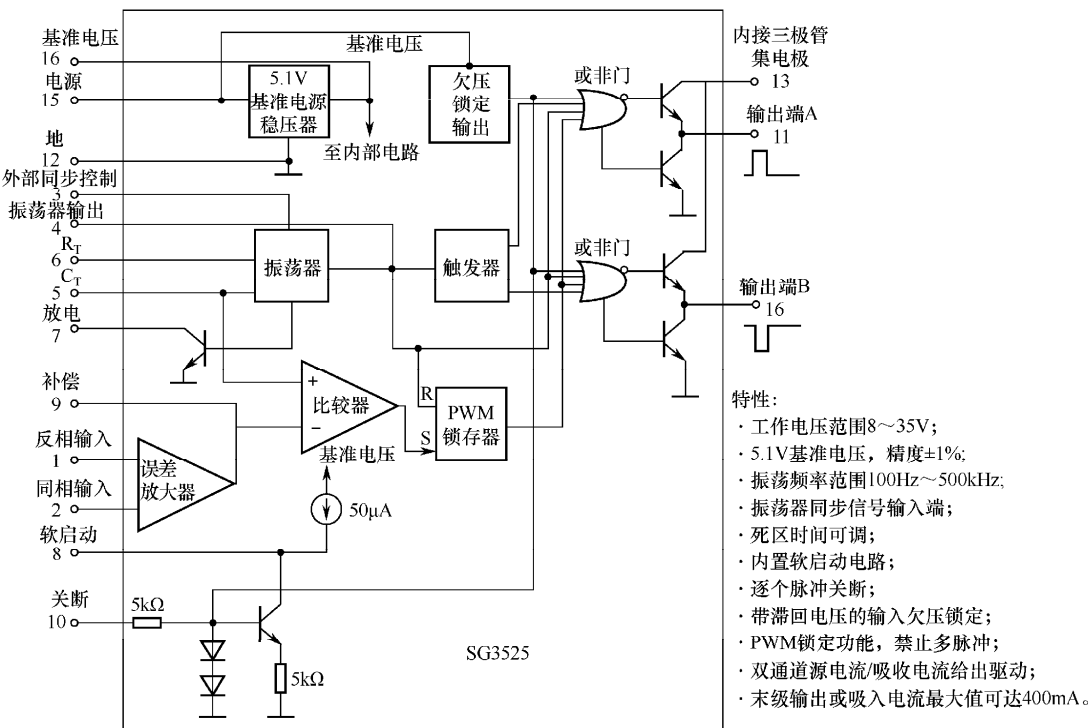 基准电压
16
电源
15
地
12
外部同步控制
3
振荡器输出
4
RT
6
CT
5
放电
7
补偿
9
反相输入
1
同相输入
2
软启动
8
关断
10
基准电压
5.1V
基准电源
稳压器
至内部电路
欠压
锁定
输出
振荡器
触发器
或非门
或非门
+
比较器
−
误差
放大器
R
S
PWM
锁存器
基准电压
50μA
5kΩ
5kΩ
SG3525
内接三极管
集电极
13
输出端A
11
输出端B
16
特性：
·工作电压范围8～35V；
·5.1V基准电压，精度±1%;
·振荡频率范围100Hz～500kHz;
·振荡器同步信号输入端；
·死区时间可调；
·内置软启动电路；
·逐个脉冲关断；
·带滞回电压的输入欠压锁定；
·PWM锁定功能，禁止多脉冲；
·双通道源电流/吸收电流给出驱动；
·末级输出或吸入电流最大值可达400mA。